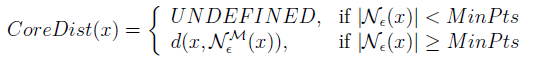 CoreDist(x) = { UNDEFINED, if |𝒩_ϵ(x)| < MinPts
d(x, 𝒩_ϵ^ℳ(x)), if |𝒩_ϵ(x)| ≥ MinPts